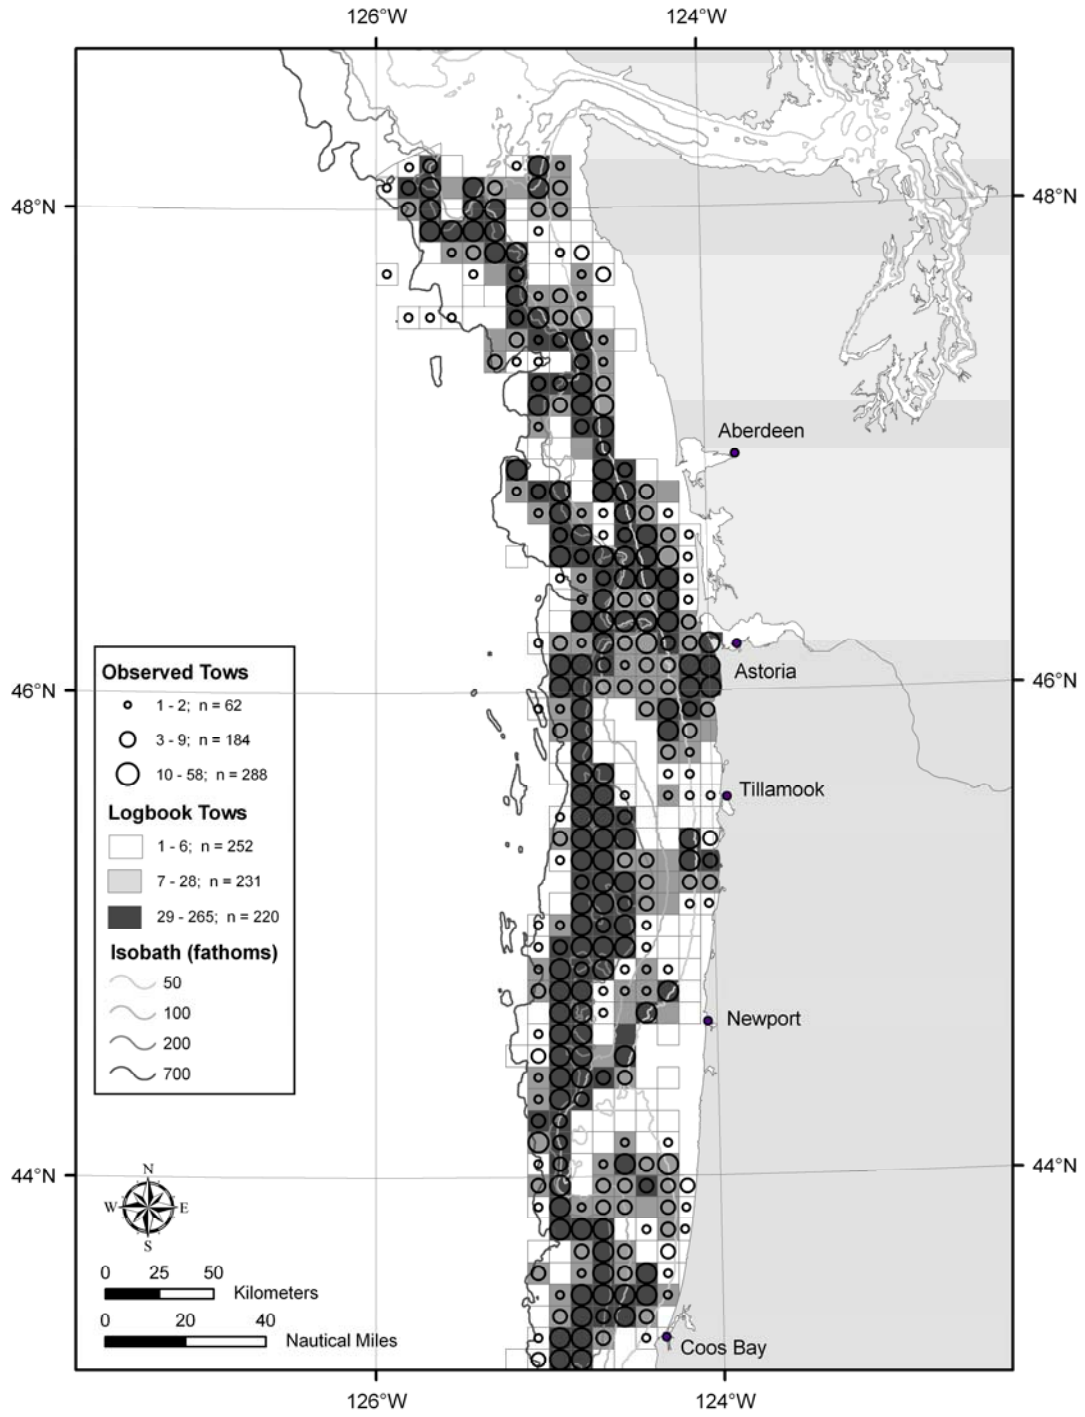 126°W 124°W
48°N 48°N
Aberdeen
Astoria
46°N 46°N
Tillamook
Newport
44°N 44°N
Coos Bay
Observed Tows
1 - 2; n = 62
3 - 9; n = 184
10 - 58; n = 288
Logbook Tows
1 - 6; n = 252
7 - 28; n = 231
29 - 265; n = 220
Isobath (fathoms)
50
100
200
700
N
W E
S
0 25 50
Kilometers
0 20 40
Nautical Miles
126°W 124°W